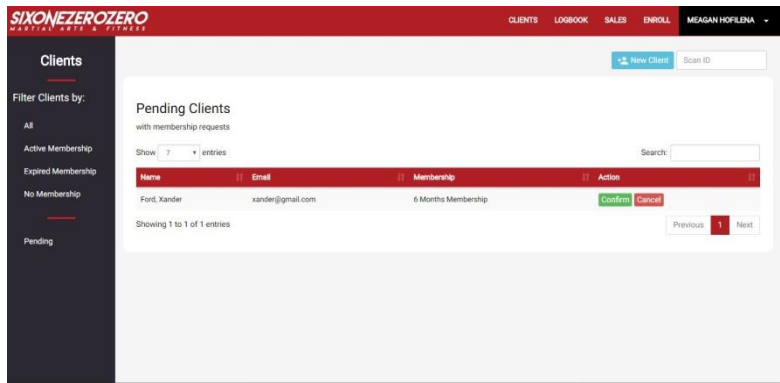 SIXONEZEROZERO
MARTIAL ARTS & FITNESS
CLIENTS LOGBOOK SALES ENROLL MEAGAN HOFILENA
Clients
New Client Scan ID
Filter Clients by:
All
Active Membership
Expired Membership
No Membership
Pending
Pending Clients
with membership requests
Show 7 entries Search:
Name Email Membership Action
Ford, Xander xander@gmail.com 6 Months Membership Confirm Cancel
Showing 1 to 1 of 1 entries Previous 1 Next